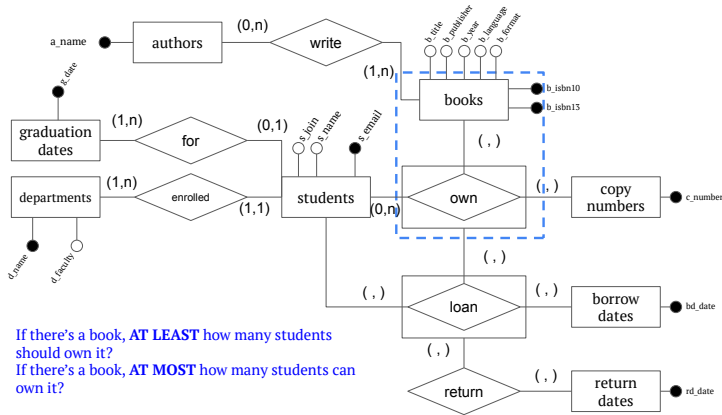 b_title
b_publisher
b_year
b_language
b_format
(0,n)
a_name
authors
write
(1,n)
g_date
books
b_isbn10
b_isbn13
(1,n)
(0,1)
s_join
s_name
s_email
graduation
dates
for
( , )
(1,n)
departments
enrolled
(1,1)
students
(0,n)
own
( , )
copy
numbers
c_number
d_name
d_faculty
( , )
( , )
loan
( , )
borrow
dates
bd_date
If there's a book, AT LEAST how many students
should own it?
If there's a book, AT MOST how many students can
own it?
( , )
return
( , )
return
dates
rd_date